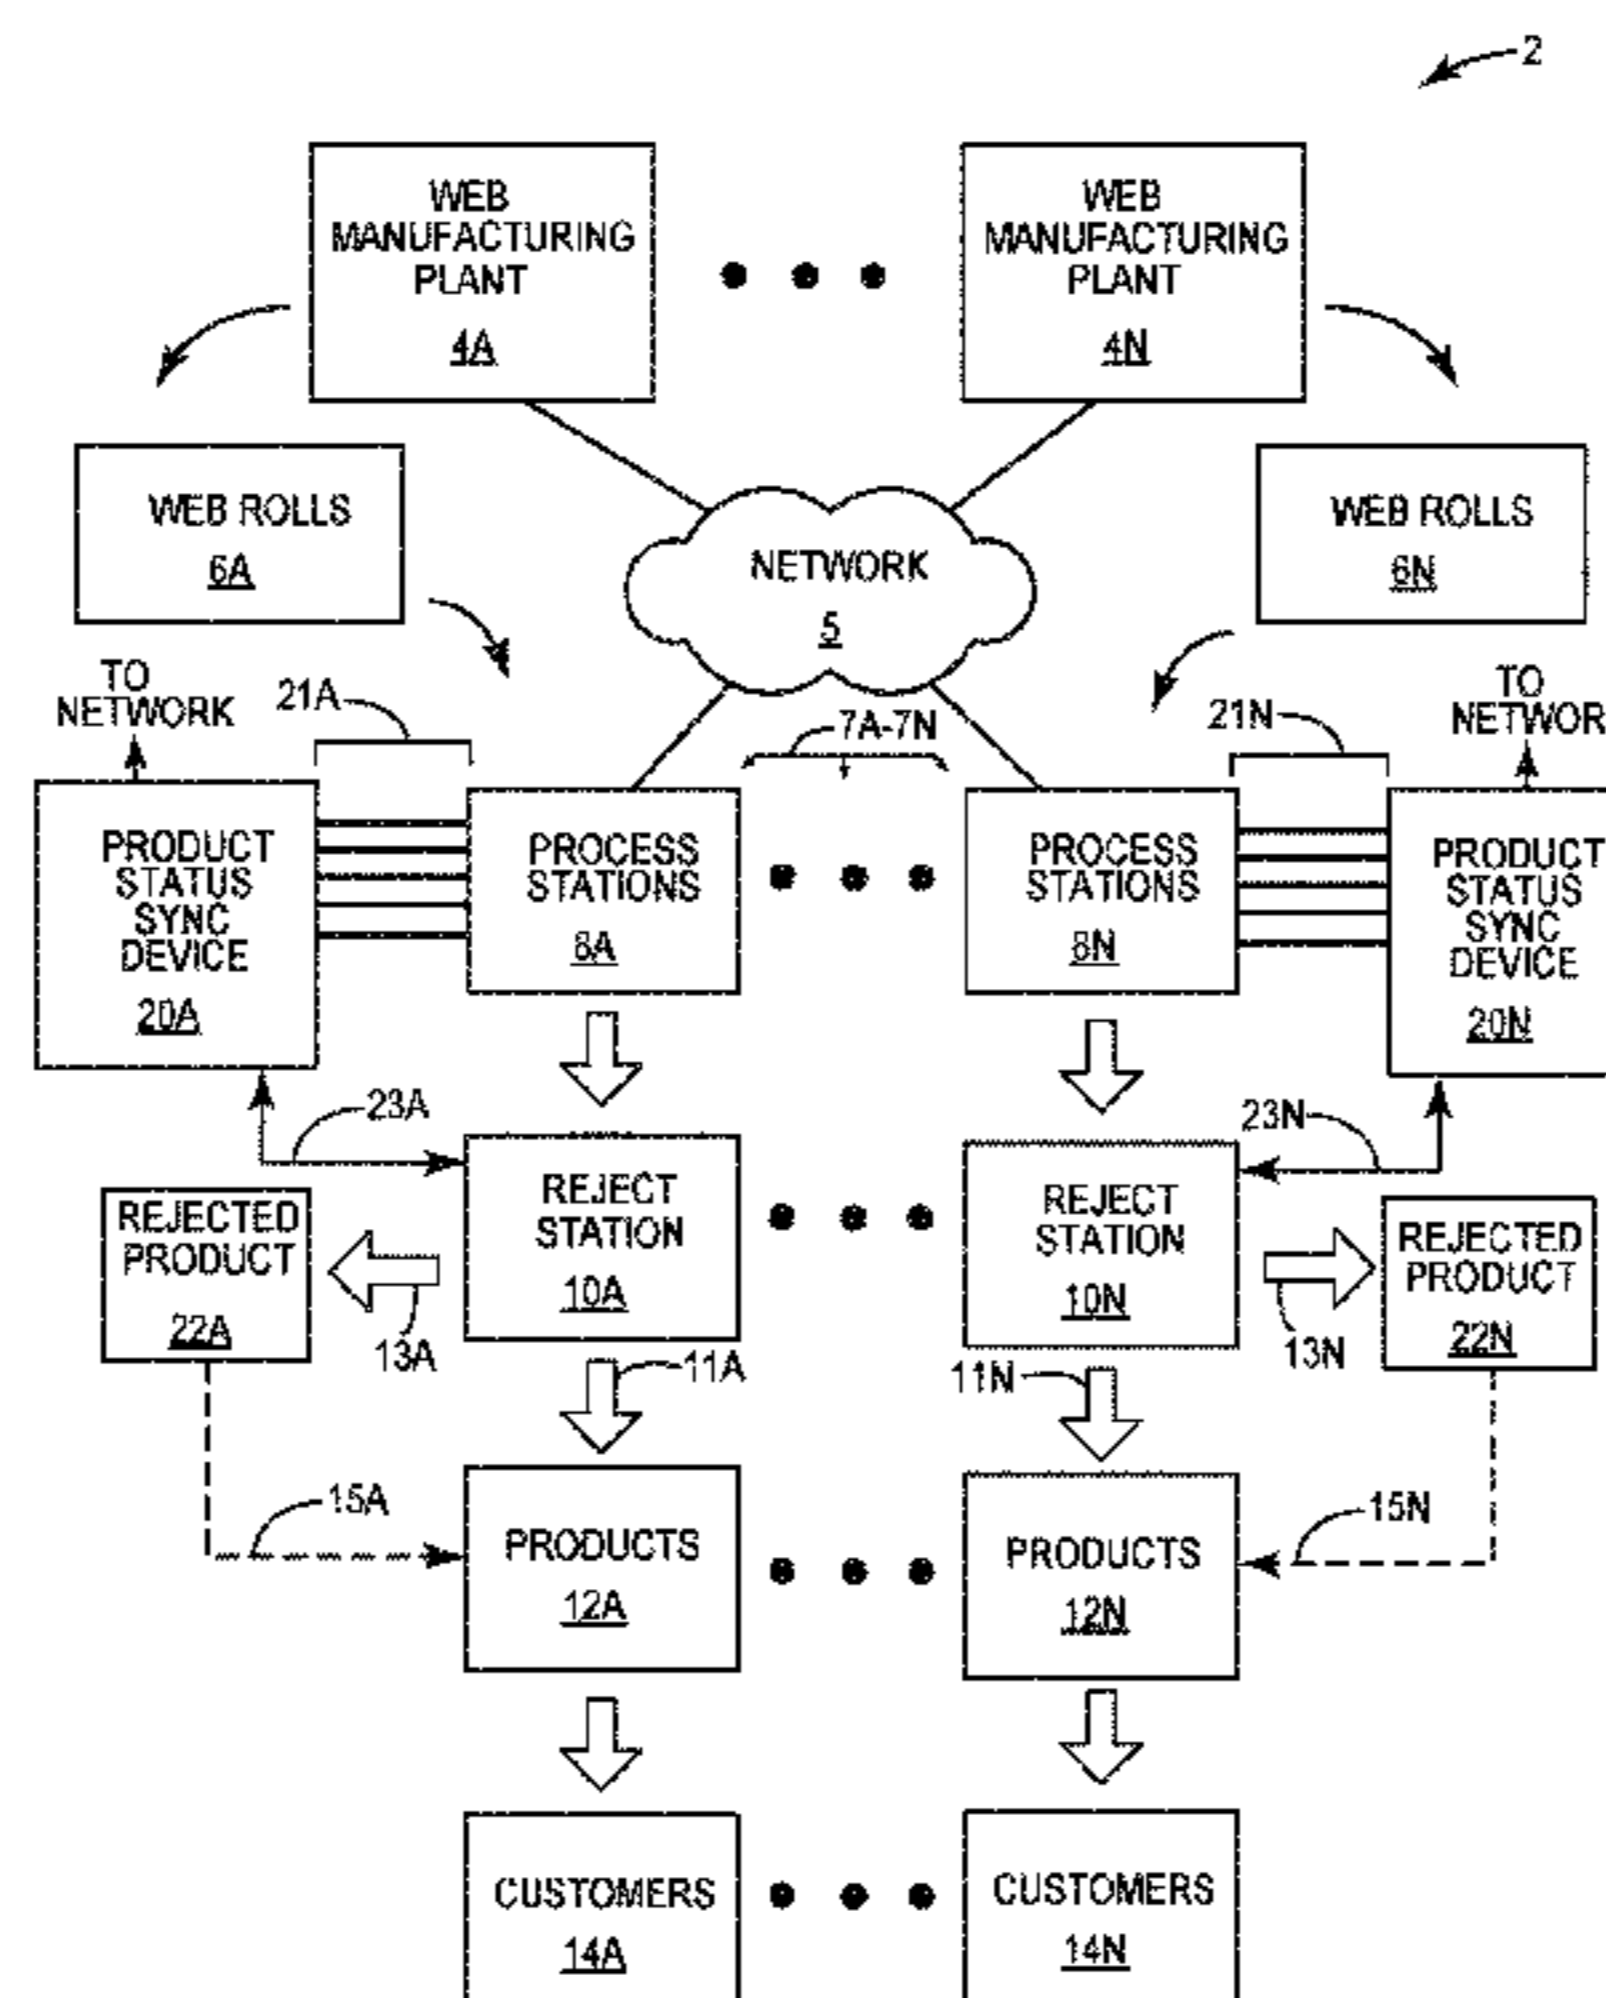 2
WEB
MANUFACTURING
PLANT
4A
WEB
MANUFACTURING
PLANT
4N
WEB ROLLS
6A
NETWORK
5
WEB ROLLS
6N
TO
NETWORK
21A
7A-7N
21N
TO
NETWOR
PRODUCT
STATUS
SYNC
DEVICE
20A
PROCESS
STATIONS
8A
PROCESS
STATIONS
8N
PRODUCT
STATUS
SYNC
DEVICE
20N
23A
23N
REJECTED
PRODUCT
22A
13A
REJECT
STATION
10A
REJECT
STATION
10N
13N
REJECTED
PRODUCT
22N
11A
11N
15A
PRODUCTS
12A
PRODUCTS
12N
15N
CUSTOMERS
14A
CUSTOMERS
14N